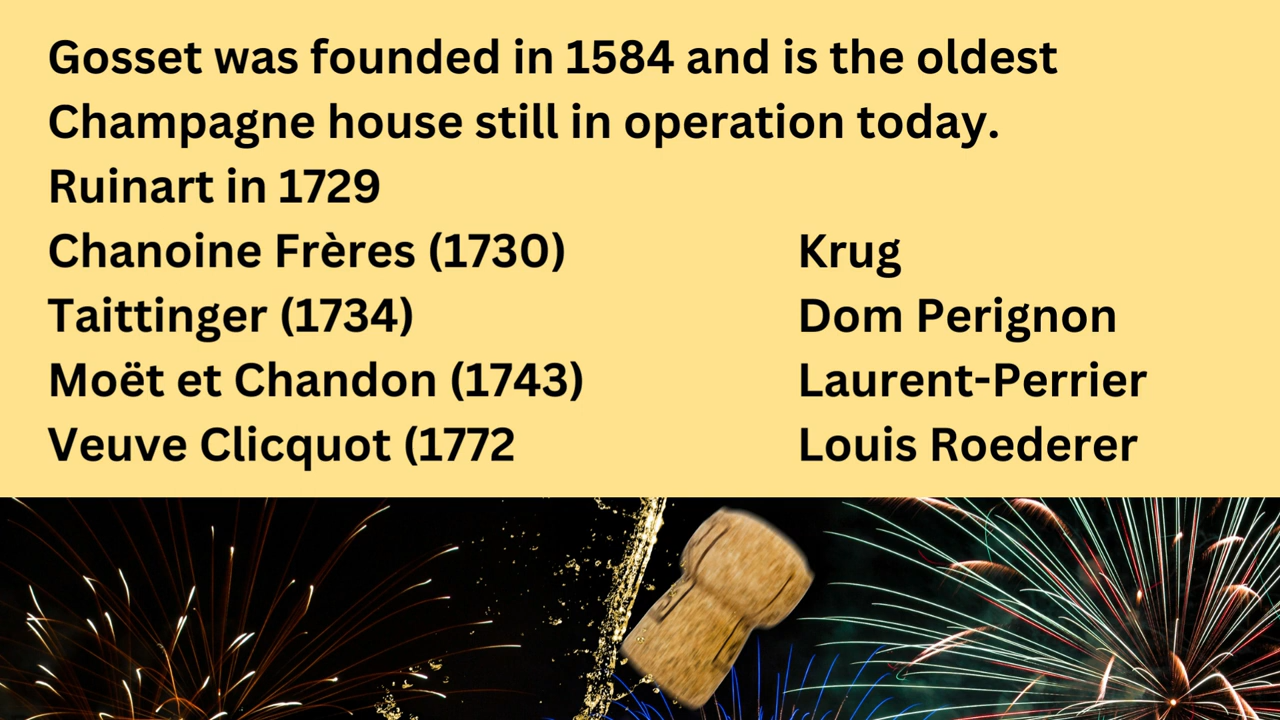 Gosset was founded in 1584 and is the oldest
Champagne house still in operation today.
Ruinart in 1729
Chanoine Frères (1730)
Taittinger (1734)
Moët et Chandon (1743)
Veuve Clicquot (1772
Krug
Dom Perignon
Laurent-Perrier
Louis Roederer